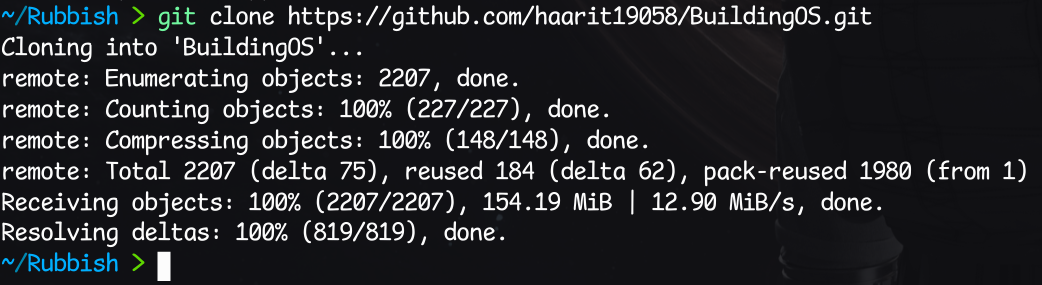 ~/Rubbish > git clone https://github.com/haarit19058/BuildingOS.git
Cloning into 'BuildingOS'...
remote: Enumerating objects: 2207, done.
remote: Counting objects: 100% (227/227), done.
remote: Compressing objects: 100% (148/148), done.
remote: Total 2207 (delta 75), reused 184 (delta 62), pack-reused 1980 (from 1)
Receiving objects: 100% (2207/2207), 154.19 MiB | 12.90 MiB/s, done.
Resolving deltas: 100% (819/819), done.
~/Rubbish >